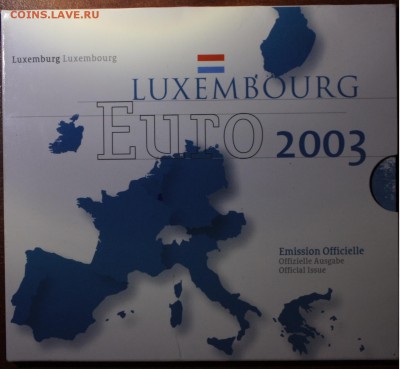 COINS.LAVE.RU
Luxemburg Luxembourg
LUXEMBOURG
Euro 2003
Emission Officielle
Offizielle Ausgabe
Official Issue